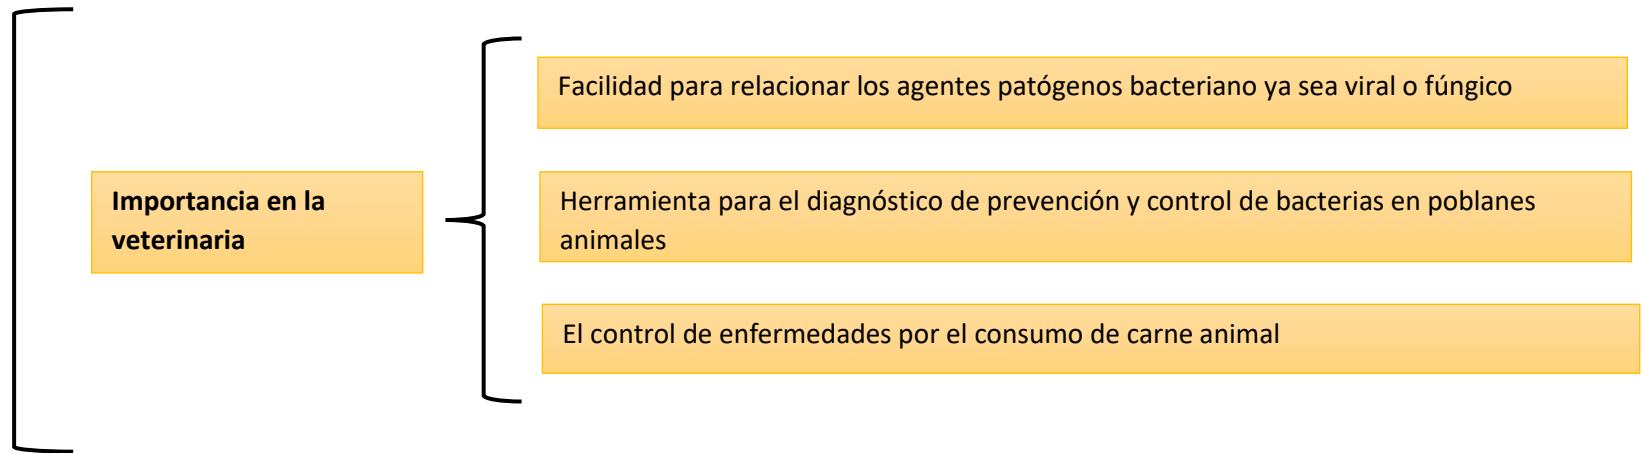 Facilidad para relacionar los agentes patógenos bacteriano ya sea viral o fúngico
Importancia en la
veterinaria
Herramienta para el diagnóstico de prevención y control de bacterias en poblanes
animales
El control de enfermedades por el consumo de carne animal